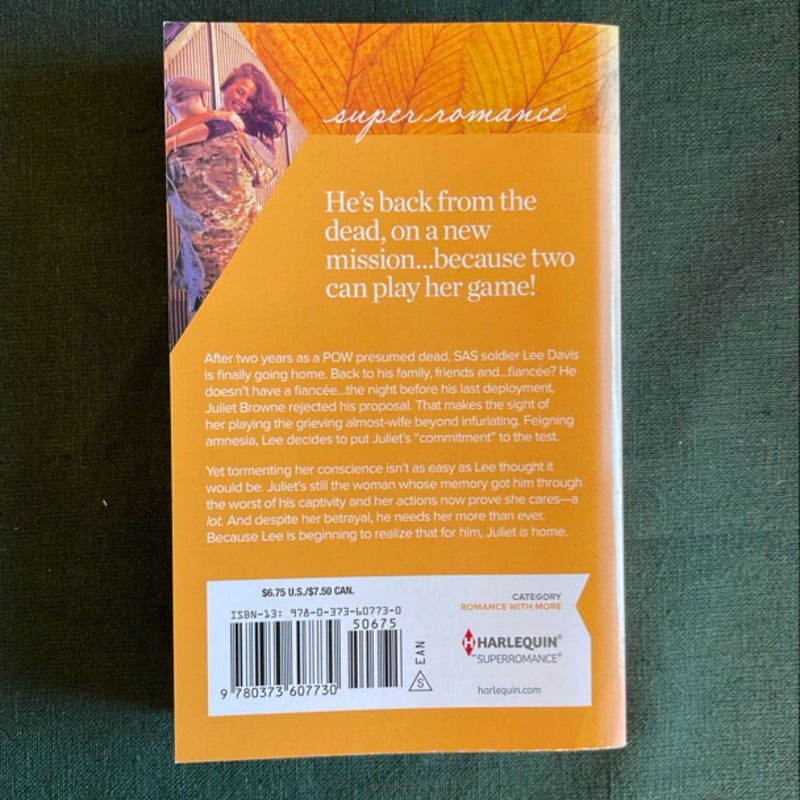 super romance®
He's back from the
dead, on a new
mission...because two
can play her game!
After two years as a POW presumed dead, SAS soldier Lee Davis
is finally going home. Back to his family, friends and...fiancée? He
doesn't have a fiancée...the night before his last deployment,
Juliet Browne rejected his proposal. That makes the sight of
her playing the grieving almost-wife beyond infuriating. Feigning
amnesia, Lee decides to put Juliet's “commitment” to the test.
Yet tormenting her conscience isn't as easy as Lee thought it
would be. Juliet's still the woman whose memory got him through
the worst of his captivity and her actions now prove she cares—a
lot. And despite her betrayal, he needs her more than ever.
Because Lee is beginning to realize that for him, Juliet is home.
$6.75 U.S./$7.50 CAN.
ISBN-13: 978-0-373-60773-0
50675
9 780373 607730
EAN
S
CATEGORY
ROMANCE WITH MORE
H HARLEQUIN®
™SUPERROMANCE®
harlequin.com